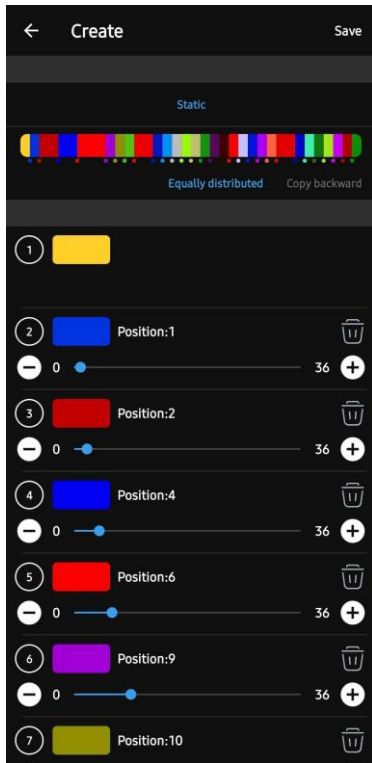 Create Save
Static
Equally distributed Copy backward
1
2 Position:1
0 36
3 Position:2
0 36
4 Position:4
0 36
5 Position:6
0 36
6 Position:9
0 36
7 Position:10